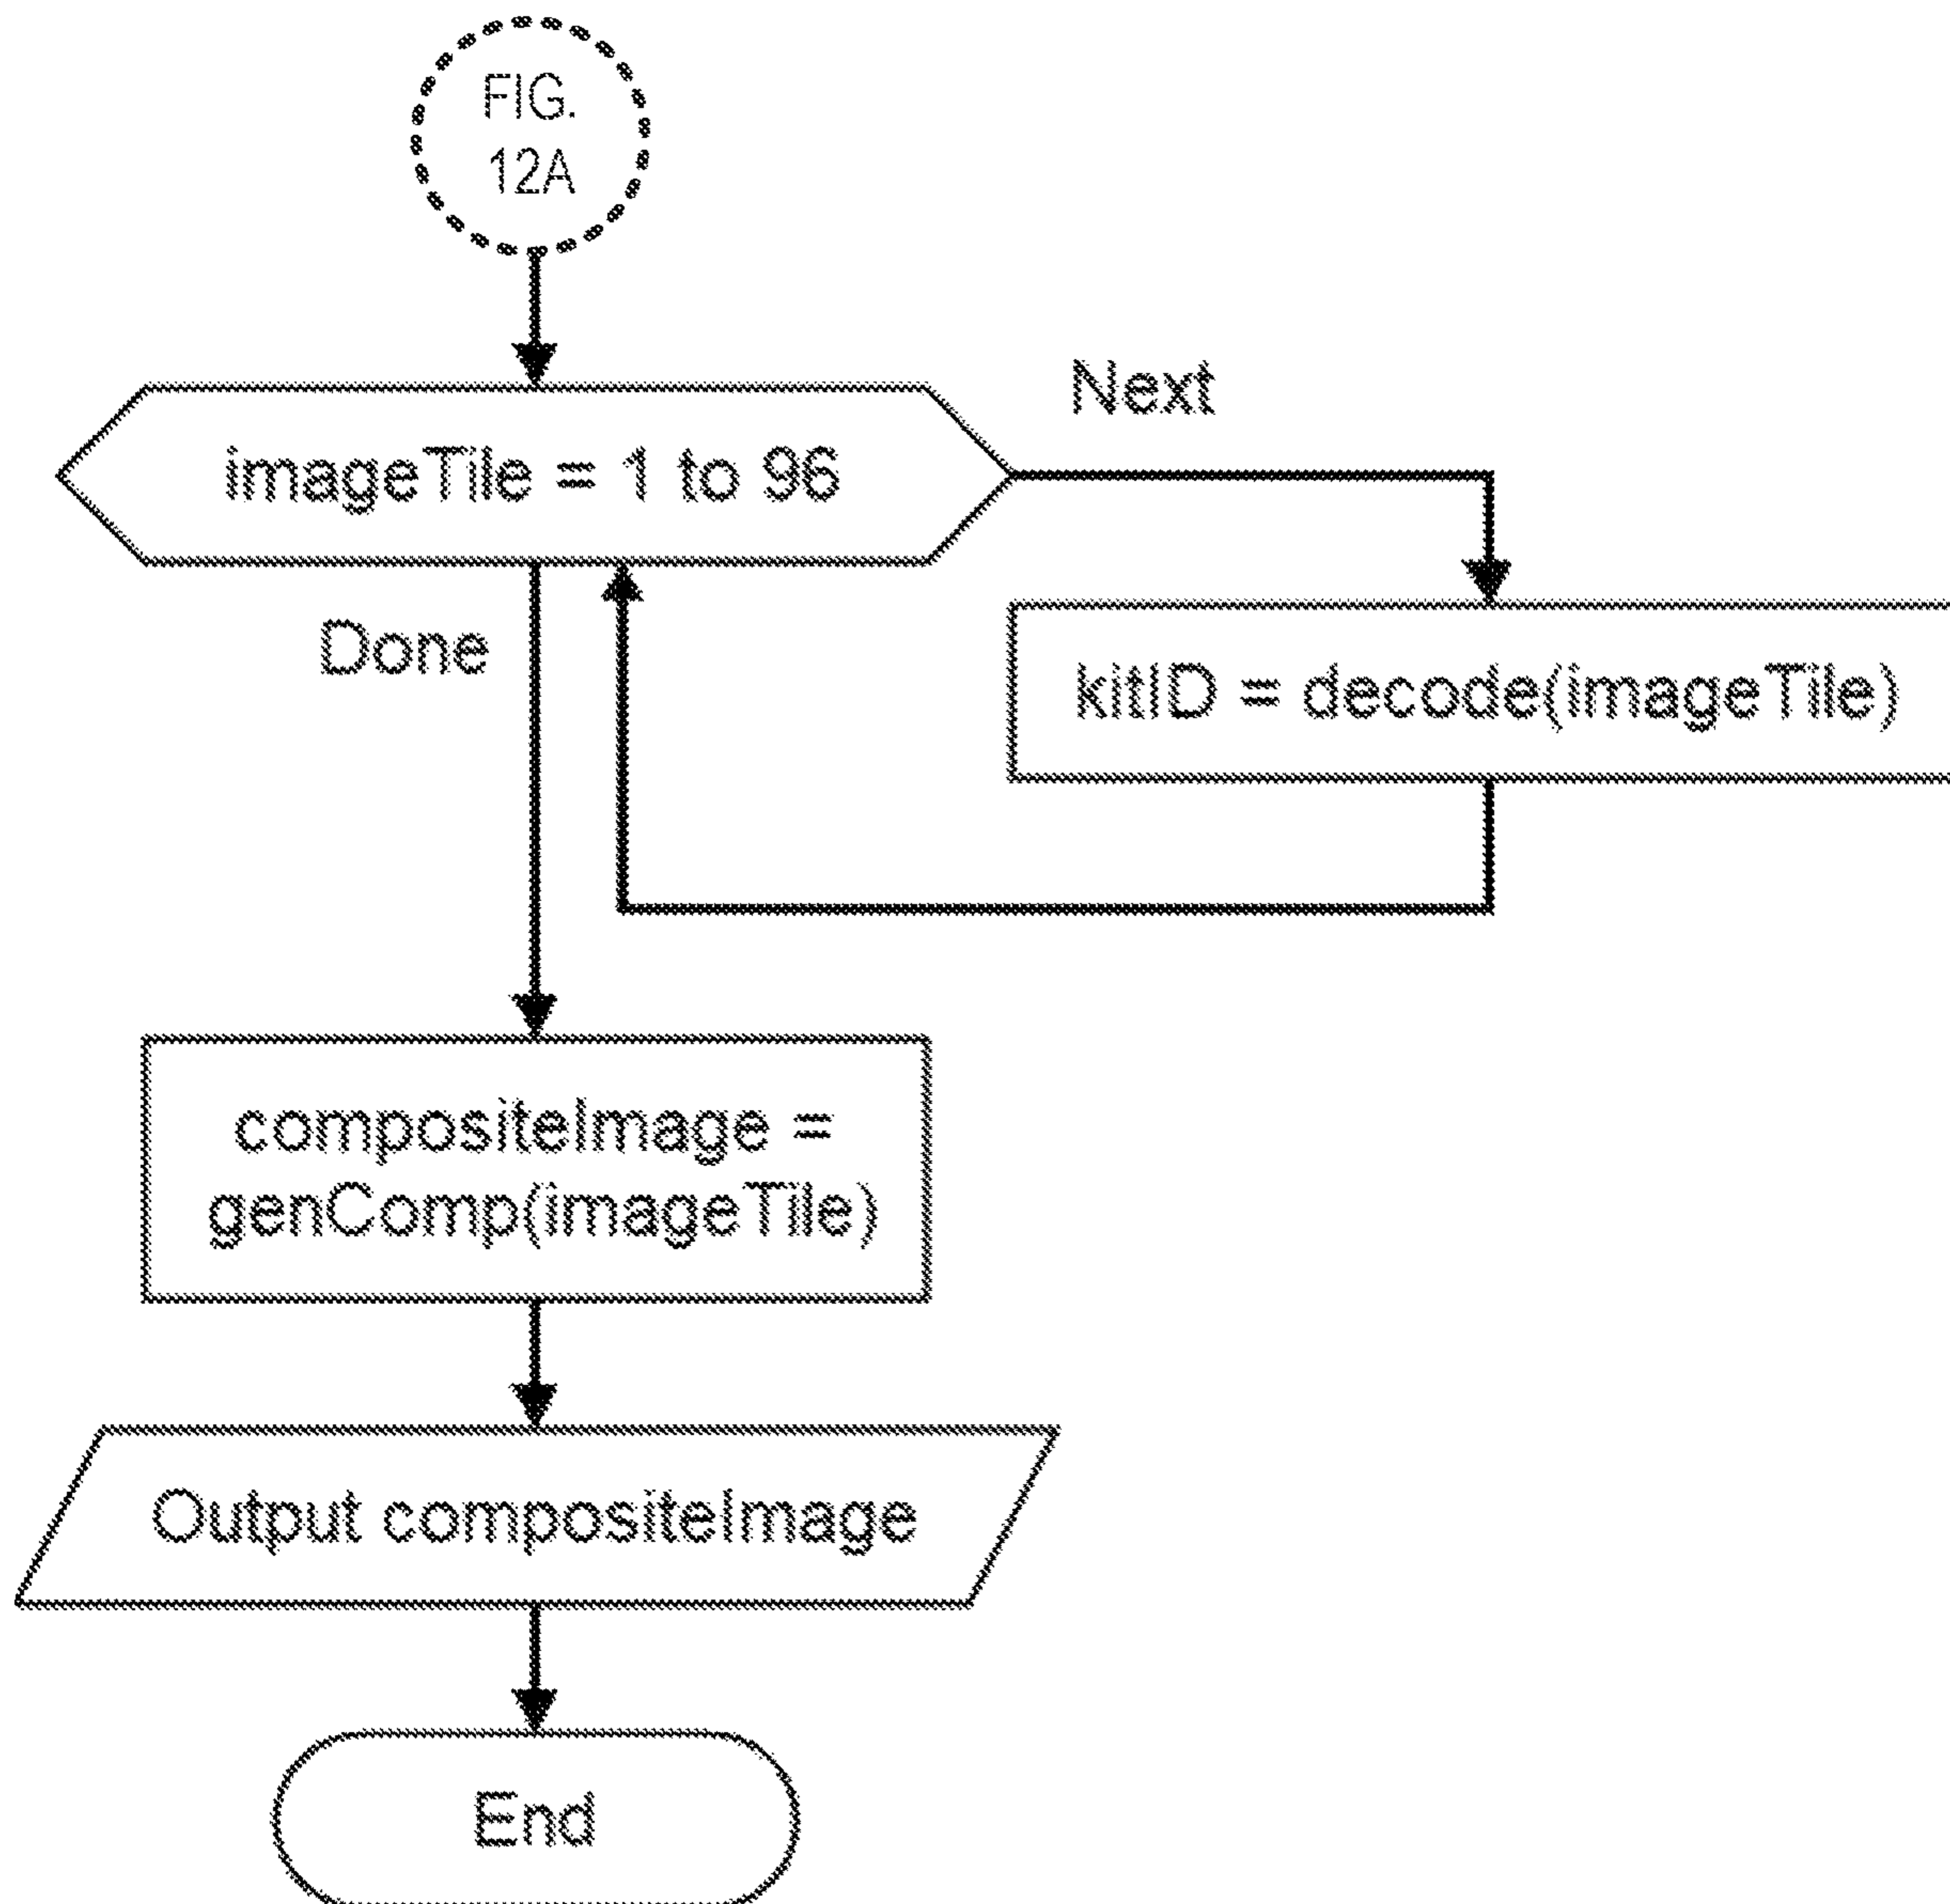 FIG.
12A
imageTile = 1 to 96
Next
Done
kitID = decode(imageTile)
compositeImage =
genComp(imageTile)
Output compositeImage
End